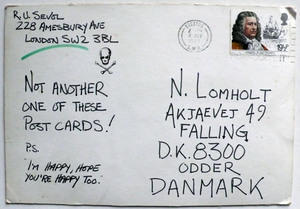 R.U SEVOL
228 AMESBURY AVE
LONDON SW2 3BL
NOT ANOTHER
ONE OF THESE
POST CARDS!
P.S.
"I'M HAPPY, HOPE
YOU'RE HAPPY TOO."
N. LOMHOLT
AKJAEVEJ 49
FALLING
D.K. 8300
ODDER
DANMARK